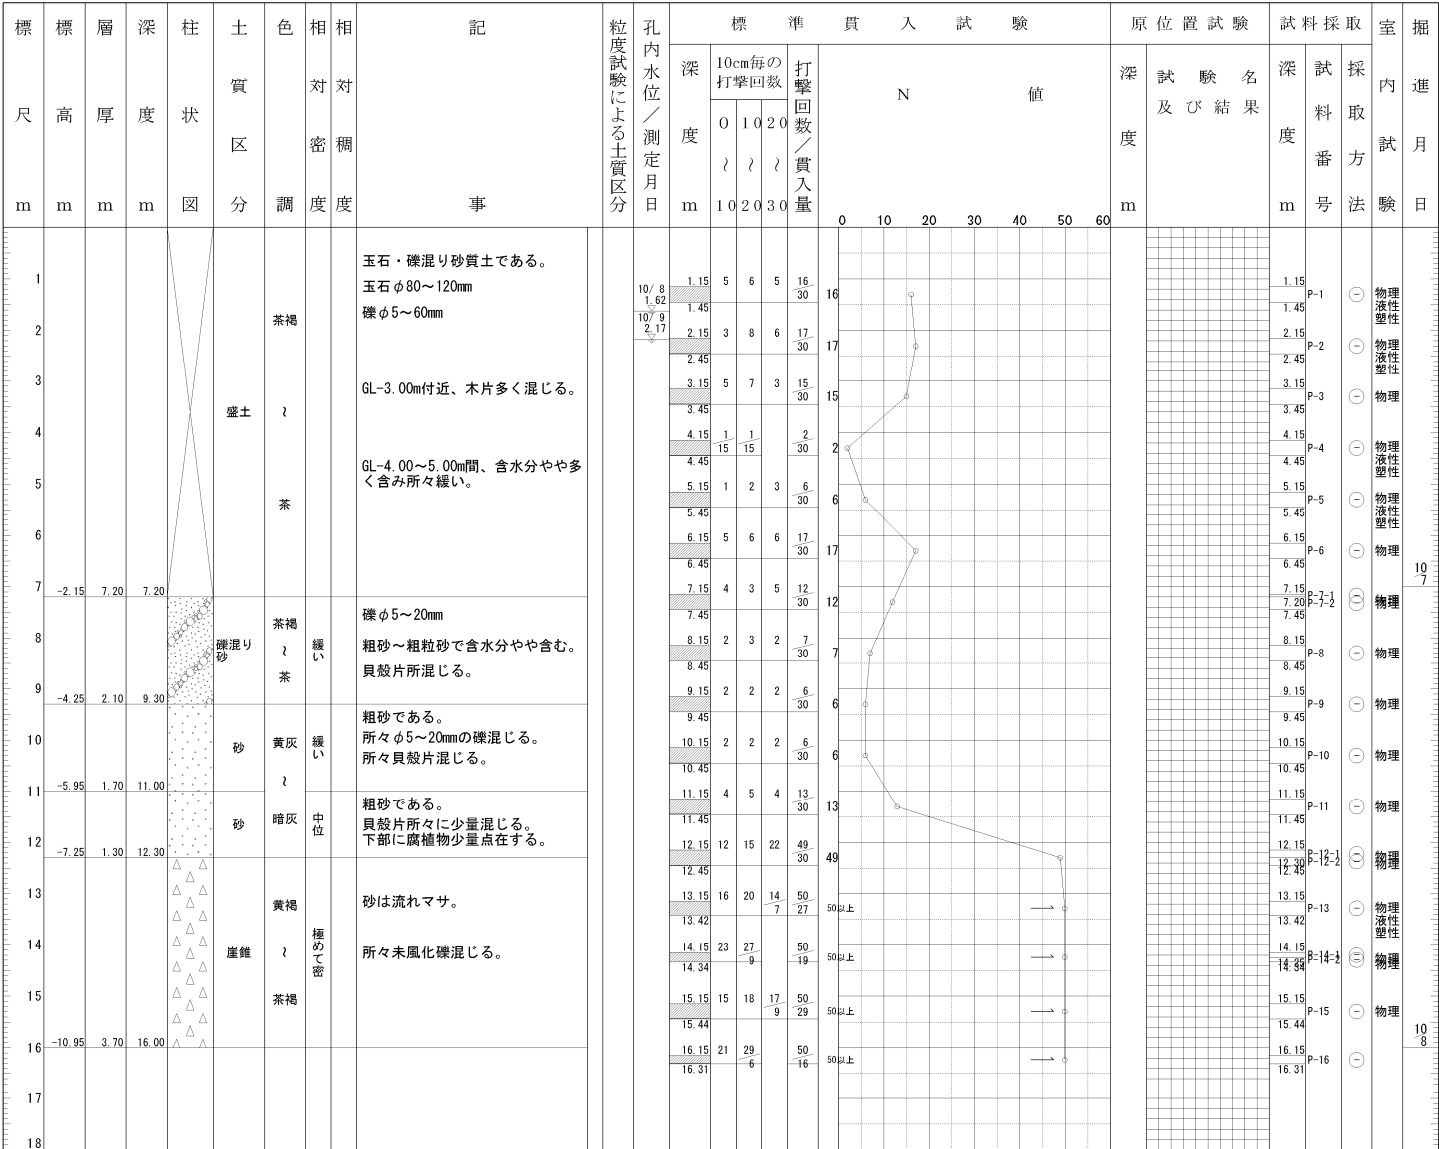 標尺 m
標高 m
層厚 m
深度 m
柱状図
土質区分
色調
相対密度
相対稠度
記事
粒度試験による土質区分
孔内水位／測定月日
標準貫入試験
深度 m
10cm毎の
打撃回数
0 〜 10
10 〜 20
20 〜 30
打撃回数／貫入量
N 値
0 10 20 30 40 50 60
原位置試験
深度 m
試験名
及び結果
試料採取
深度 m
試料番号
採取方法
室内試験
掘進月日
1
2
3
4
5
6
7
8
9
10
11
12
13
14
15
16
17
18
-2.15 7.20 7.20
-4.25 2.10 9.30
-5.95 1.70 11.00
-7.25 1.30 12.30
-10.95 3.70 16.00
盛土
茶褐
〜
茶
玉石・礫混り砂質土である。
玉石φ80〜120mm
礫φ5〜60mm
GL-3.00m付近、木片多く混じる。
GL-4.00〜5.00m間、含水分やや多
く含み所々緩い。
礫混り
砂
茶褐
〜
茶
緩い
礫φ5〜20mm
粗砂〜粗粒砂で含水分やや含む。
貝殻片所混じる。
砂
黄灰
〜
緩い
粗砂である。
所々φ5〜20mmの礫混じる。
所々貝殻片混じる。
砂
暗灰
中位
粗砂である。
貝殻片所々に少量混じる。
下部に腐植物少量点在する。
崖錐
黄褐
〜
茶褐
極めて密
砂は流れマサ。
所々未風化礫混じる。
10/ 8
1.62
10/ 9
2.17
1.15 5 6 5 16
30 16
1.45
2.15 3 8 6 17
30 17
2.45
3.15 5 7 3 15
30 15
3.45
4.15 1 1 2
15 15 30 2
4.45
5.15 1 2 3 6
30 6
5.45
6.15 5 6 6 17
30 17
6.45
7.15 4 3 5 12
30 12
7.45
8.15 2 3 2 7
30 7
8.45
9.15 2 2 2 6
30 6
9.45
10.15 2 2 2 6
30 6
10.45
11.15 4 5 4 13
30 13
11.45
12.15 12 15 22 49
30 49
12.45
13.15 16 20 14 50
7 27 50以上
13.42
14.15 23 27 50
9 19 50以上
14.34
15.15 15 18 17 50
9 29 50以上
15.44
16.15 21 29 50
6 16 50以上
16.31
1.15
P-1 物理
1.45 液性
塑性
2.15
P-2 物理
2.45 液性
塑性
3.15
P-3 物理
3.45
4.15
P-4 物理
4.45 液性
塑性
5.15
P-5 物理
5.45 液性
塑性
6.15
P-6 物理
6.45
7.15
P-7-1 物理
7.20 P-7-2 物理
7.45
8.15
P-8 物理
8.45
9.15
P-9 物理
9.45
10.15
P-10 物理
10.45
11.15
P-11 物理
11.45
12.15
P-12-1 物理
12.30 P-12-2 物理
12.45
13.15
P-13 物理
13.42 液性
塑性
14.15
P-14-1 物理
14.25 P-14-2 物理
14.34
15.15
P-15 物理
15.44
16.15
P-16
16.31
10
7
10
8